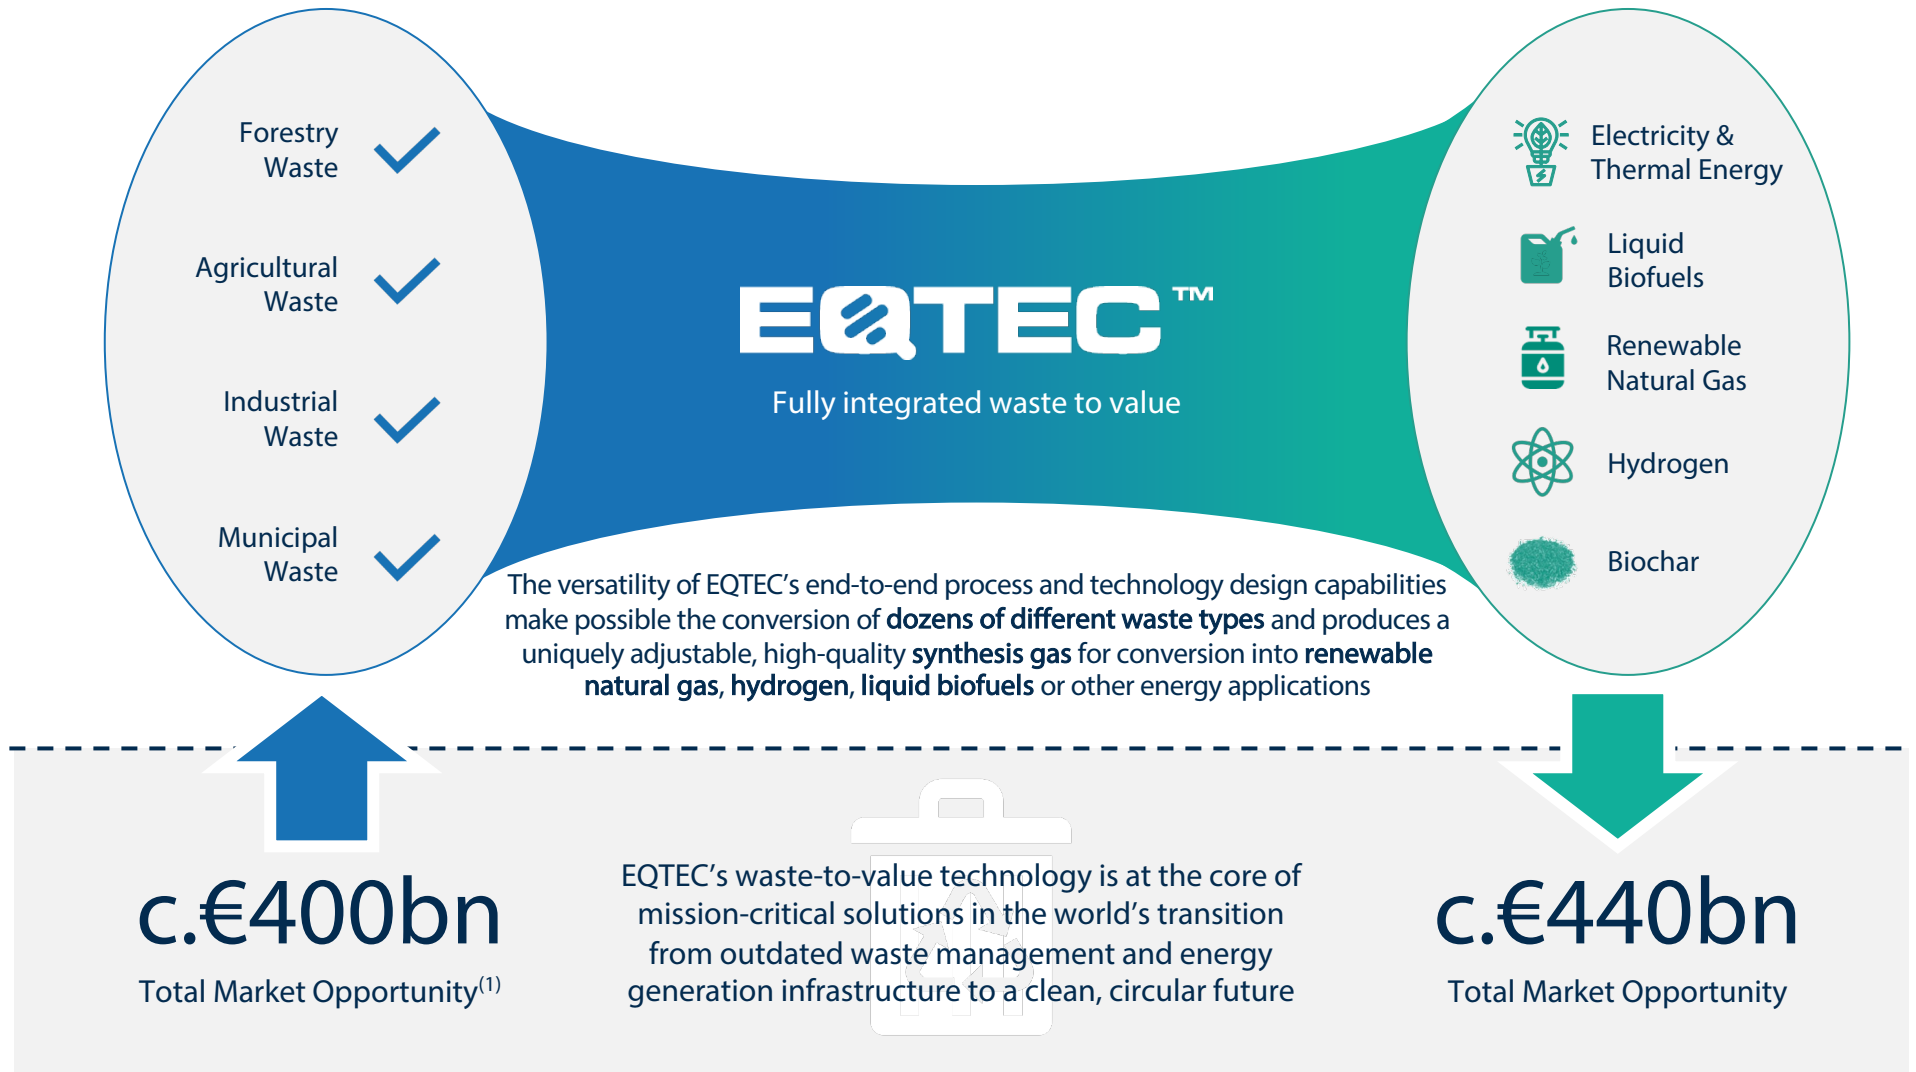 Forestry
Waste
Agricultural
Waste
Industrial
Waste
Municipal
Waste
EQTEC™
Fully integrated waste to value
Electricity &
Thermal Energy
Liquid
Biofuels
Renewable
Natural Gas
Hydrogen
Biochar
The versatility of EQTEC’s end-to-end process and technology design capabilities
make possible the conversion of dozens of different waste types and produces a
uniquely adjustable, high-quality synthesis gas for conversion into renewable
natural gas, hydrogen, liquid biofuels or other energy applications
c.€400bn
Total Market Opportunity(1)
EQTEC’s waste-to-value technology is at the core of
mission-critical solutions in the world’s transition
from outdated waste management and energy
generation infrastructure to a clean, circular future
c.€440bn
Total Market Opportunity